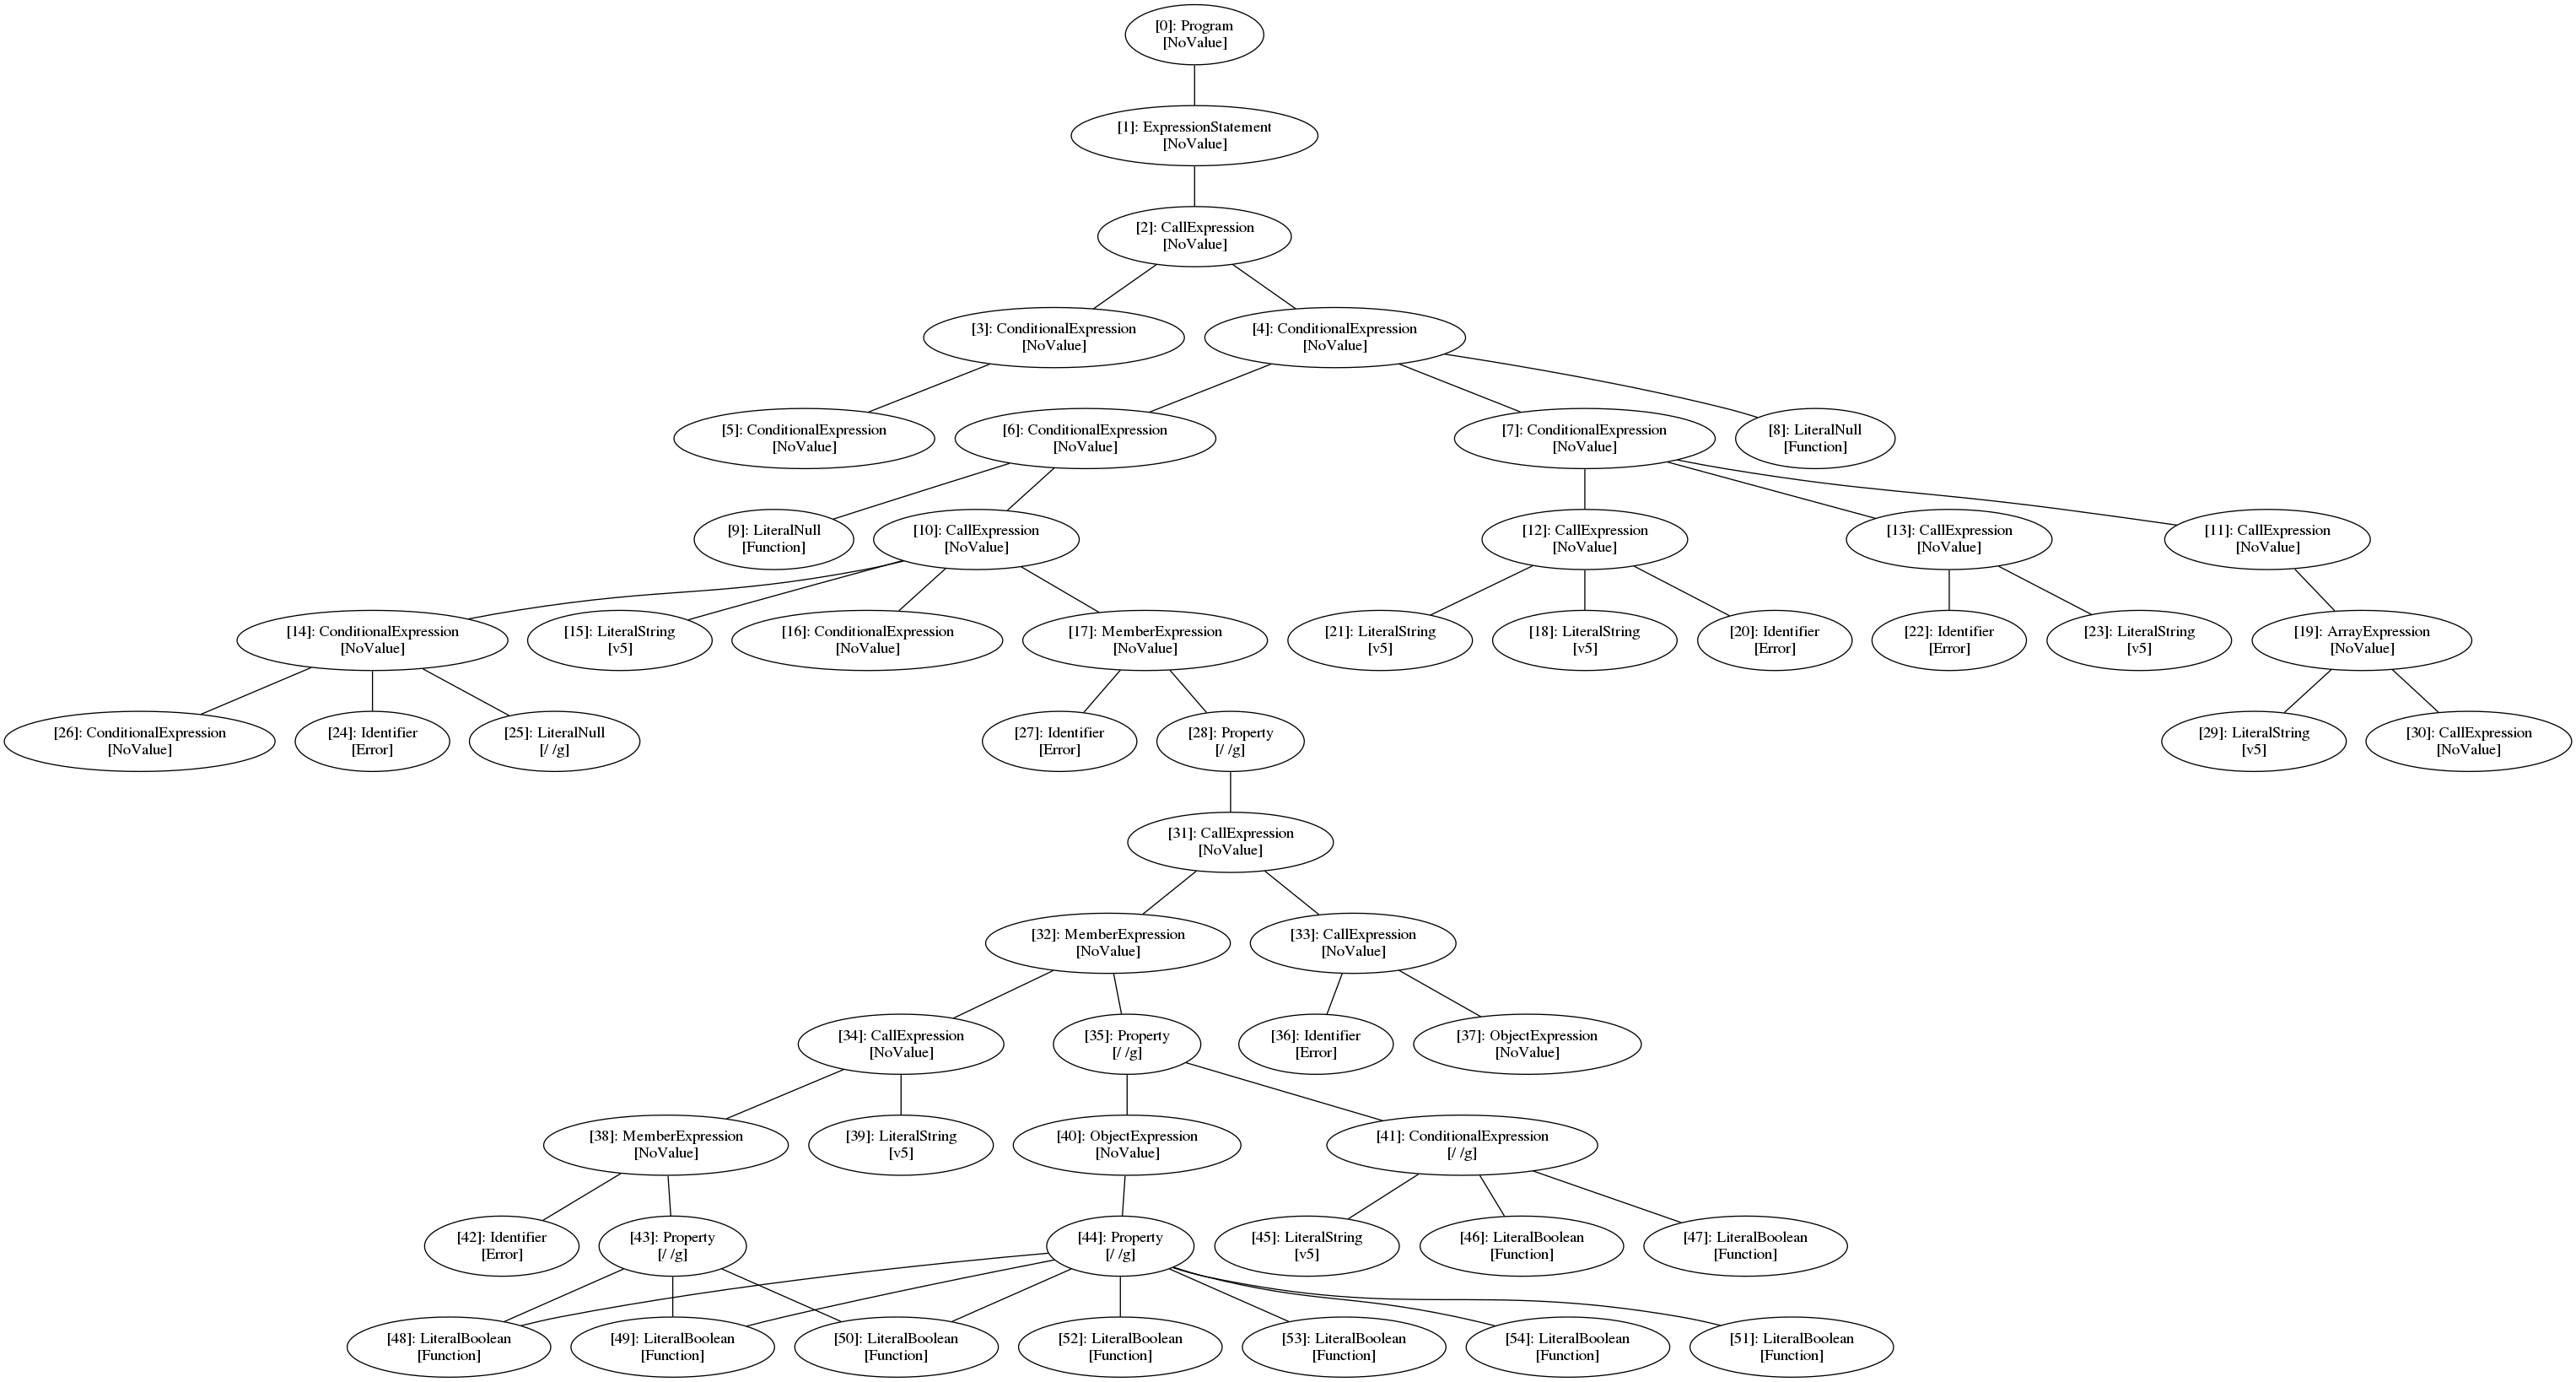 [0]: Program
[NoValue]
[1]: ExpressionStatement
[NoValue]
[2]: CallExpression
[NoValue]
[3]: ConditionalExpression
[NoValue]
[4]: ConditionalExpression
[NoValue]
[5]: ConditionalExpression
[NoValue]
[6]: ConditionalExpression
[NoValue]
[7]: ConditionalExpression
[NoValue]
[8]: LiteralNull
[Function]
[9]: LiteralNull
[Function]
[10]: CallExpression
[NoValue]
[12]: CallExpression
[NoValue]
[13]: CallExpression
[NoValue]
[11]: CallExpression
[NoValue]
[14]: ConditionalExpression
[NoValue]
[15]: LiteralString
[v5]
[16]: ConditionalExpression
[NoValue]
[17]: MemberExpression
[NoValue]
[21]: LiteralString
[v5]
[18]: LiteralString
[v5]
[20]: Identifier
[Error]
[22]: Identifier
[Error]
[23]: LiteralString
[v5]
[19]: ArrayExpression
[NoValue]
[26]: ConditionalExpression
[NoValue]
[24]: Identifier
[Error]
[25]: LiteralNull
[/ /g]
[27]: Identifier
[Error]
[28]: Property
[/ /g]
[29]: LiteralString
[v5]
[30]: CallExpression
[NoValue]
[31]: CallExpression
[NoValue]
[32]: MemberExpression
[NoValue]
[33]: CallExpression
[NoValue]
[34]: CallExpression
[NoValue]
[35]: Property
[/ /g]
[36]: Identifier
[Error]
[37]: ObjectExpression
[NoValue]
[38]: MemberExpression
[NoValue]
[39]: LiteralString
[v5]
[40]: ObjectExpression
[NoValue]
[41]: ConditionalExpression
[/ /g]
[42]: Identifier
[Error]
[43]: Property
[/ /g]
[44]: Property
[/ /g]
[45]: LiteralString
[v5]
[46]: LiteralBoolean
[Function]
[47]: LiteralBoolean
[Function]
[48]: LiteralBoolean
[Function]
[49]: LiteralBoolean
[Function]
[50]: LiteralBoolean
[Function]
[52]: LiteralBoolean
[Function]
[53]: LiteralBoolean
[Function]
[54]: LiteralBoolean
[Function]
[51]: LiteralBoolean
[Function]